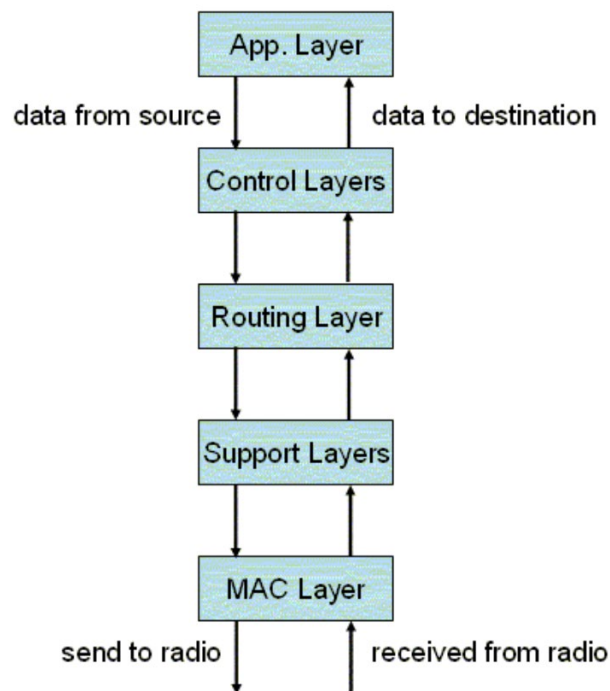 App. Layer
data from source
data to destination
Control Layers
Routing Layer
Support Layers
MAC Layer
send to radio
received from radio